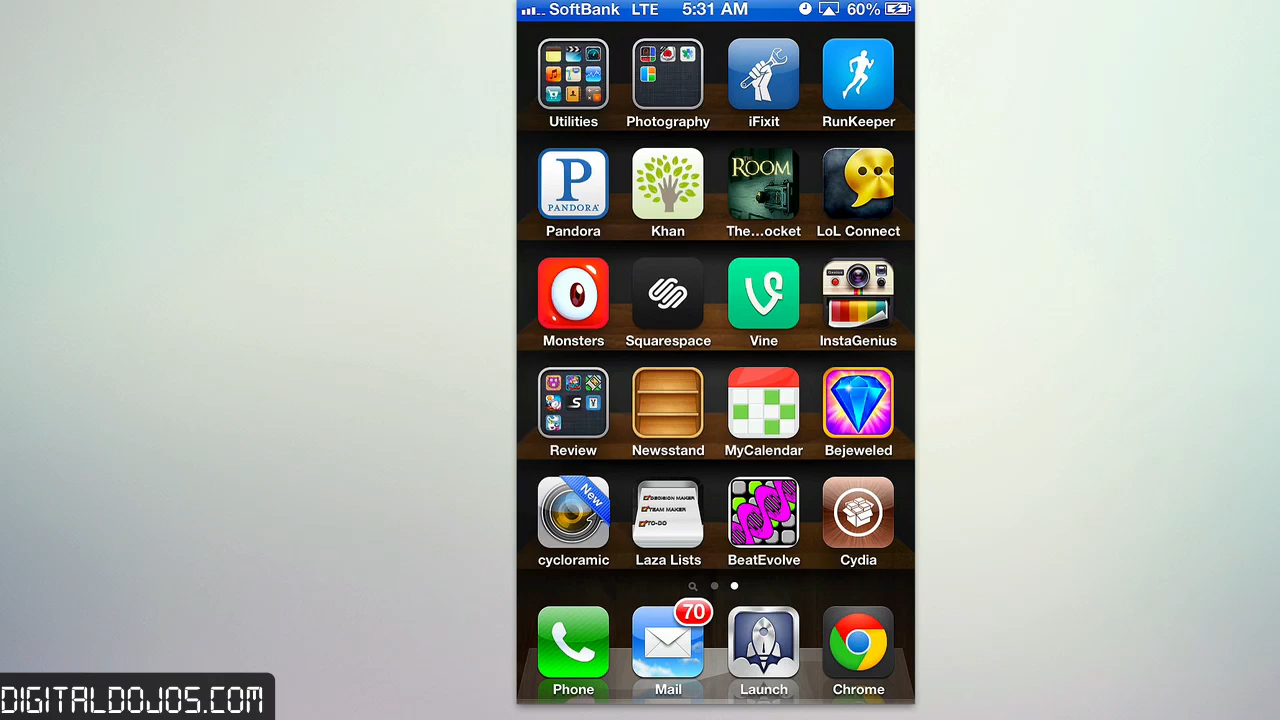 SoftBank LTE 5:31 AM 60%
Utilities Photography iFixit RunKeeper
P
PANDORA
THE ROOM
Pandora Khan The...ocket LoL Connect
Monsters Squarespace Vine InstaGenius
Review Newsstand MyCalendar Bejeweled
New
DECISION MAKER
TEAM MAKER
TO-DO
cycloramic Laza Lists BeatEvolve Cydia
70
Phone Mail Launch Chrome
DIGITALDOJOS.COM